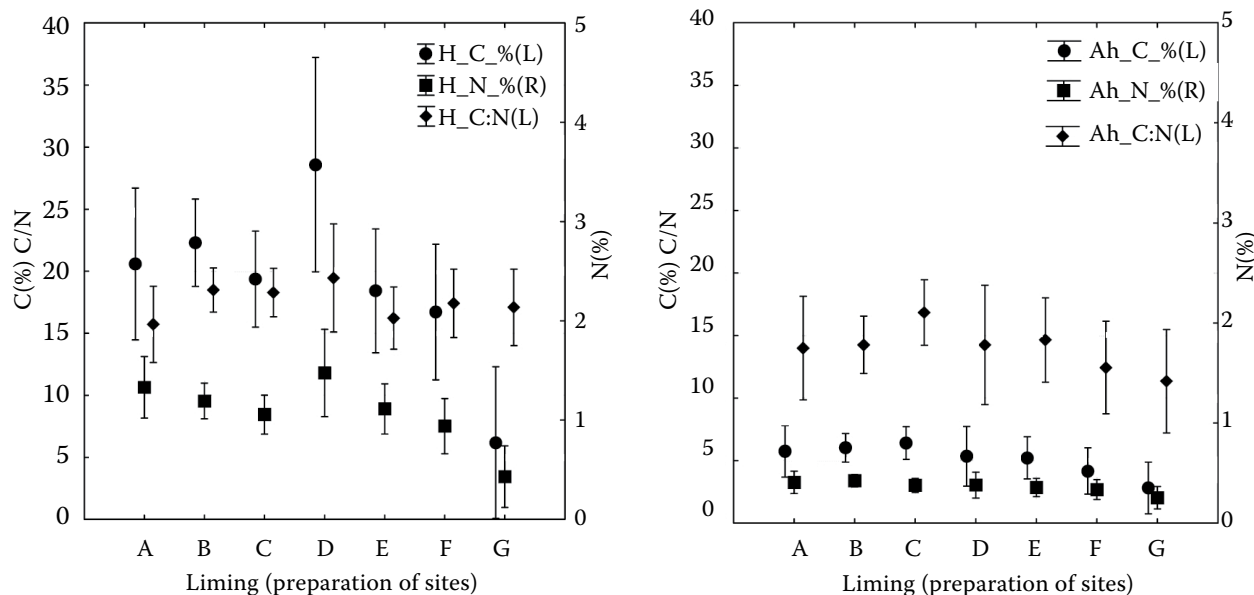 40
35
30
25
20
15
10
5
0
C(%) C/N
5
4
3
2
1
0
N(%)
H_C_%(L)
H_N_%(R)
H_C:N(L)
A B C D E F G
Liming (preparation of sites)
40
35
30
25
20
15
10
5
0
C(%) C/N
5
4
3
2
1
0
N(%)
Ah_C_%(L)
Ah_N_%(R)
Ah_C:N(L)
A B C D E F G
Liming (preparation of sites)